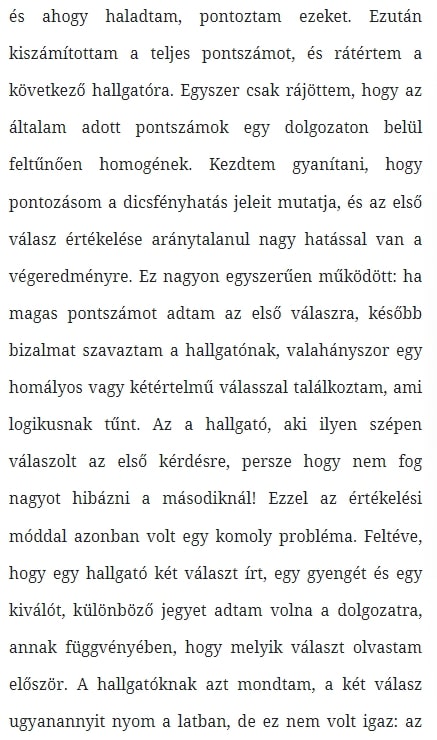 és ahogy haladtam, pontoztam ezeket. Ezután
kiszámítottam a teljes pontszámot, és rátértem a
következő hallgatóra. Egyszer csak rájöttem, hogy az
általam adott pontszámok egy dolgozaton belül
feltűnően homogének. Kezdtem gyanítani, hogy
pontozásom a dicsfényhatás jeleit mutatja, és az első
válasz értékelése aránytalanul nagy hatással van a
végeredményre. Ez nagyon egyszerűen működött: ha
magas pontszámot adtam az első válaszra, később
bizalmat szavaztam a hallgatónak, valahányszor egy
homályos vagy kétértelmű válasszal találkoztam, ami
logikusnak tűnt. Az a hallgató, aki ilyen szépen
válaszolt az első kérdésre, persze hogy nem fog
nagyot hibázni a másodiknál! Ezzel az értékelési
móddal azonban volt egy komoly probléma. Feltéve,
hogy egy hallgató két választ írt, egy gyengét és egy
kiválót, különböző jegyet adtam volna a dolgozatra,
annak függvényében, hogy melyik választ olvastam
először. A hallgatóknak azt mondtam, a két válasz
ugyanannyit nyom a latban, de ez nem volt igaz: az